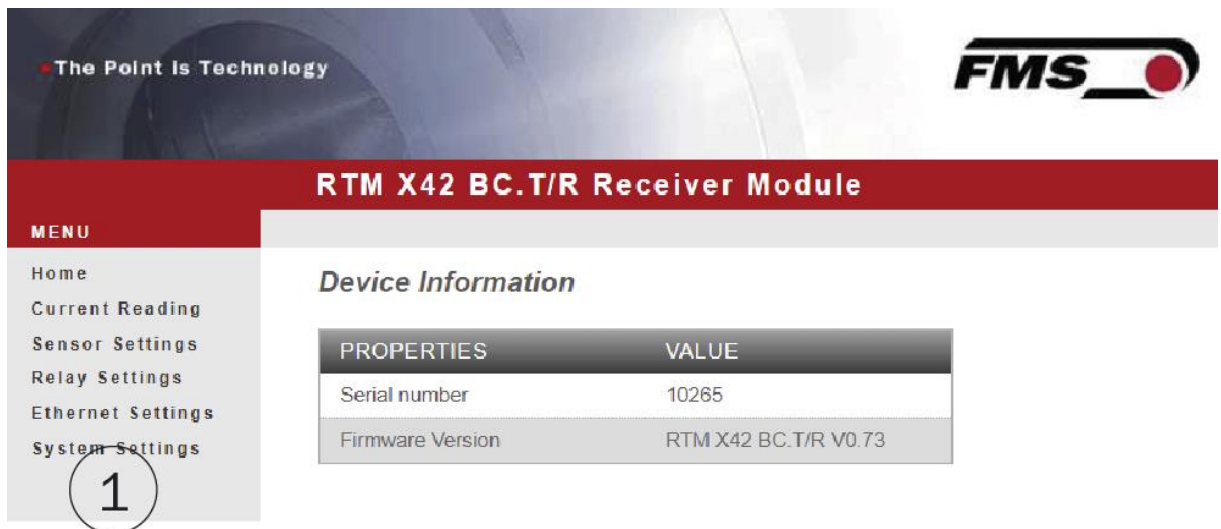 The Point is Technology
FMS
RTM X42 BC.T/R Receiver Module
MENU
Home
Current Reading
Sensor Settings
Relay Settings
Ethernet Settings
System Settings
1
Device Information
PROPERTIES VALUE
Serial number 10265
Firmware Version RTM X42 BC.T/R V0.73